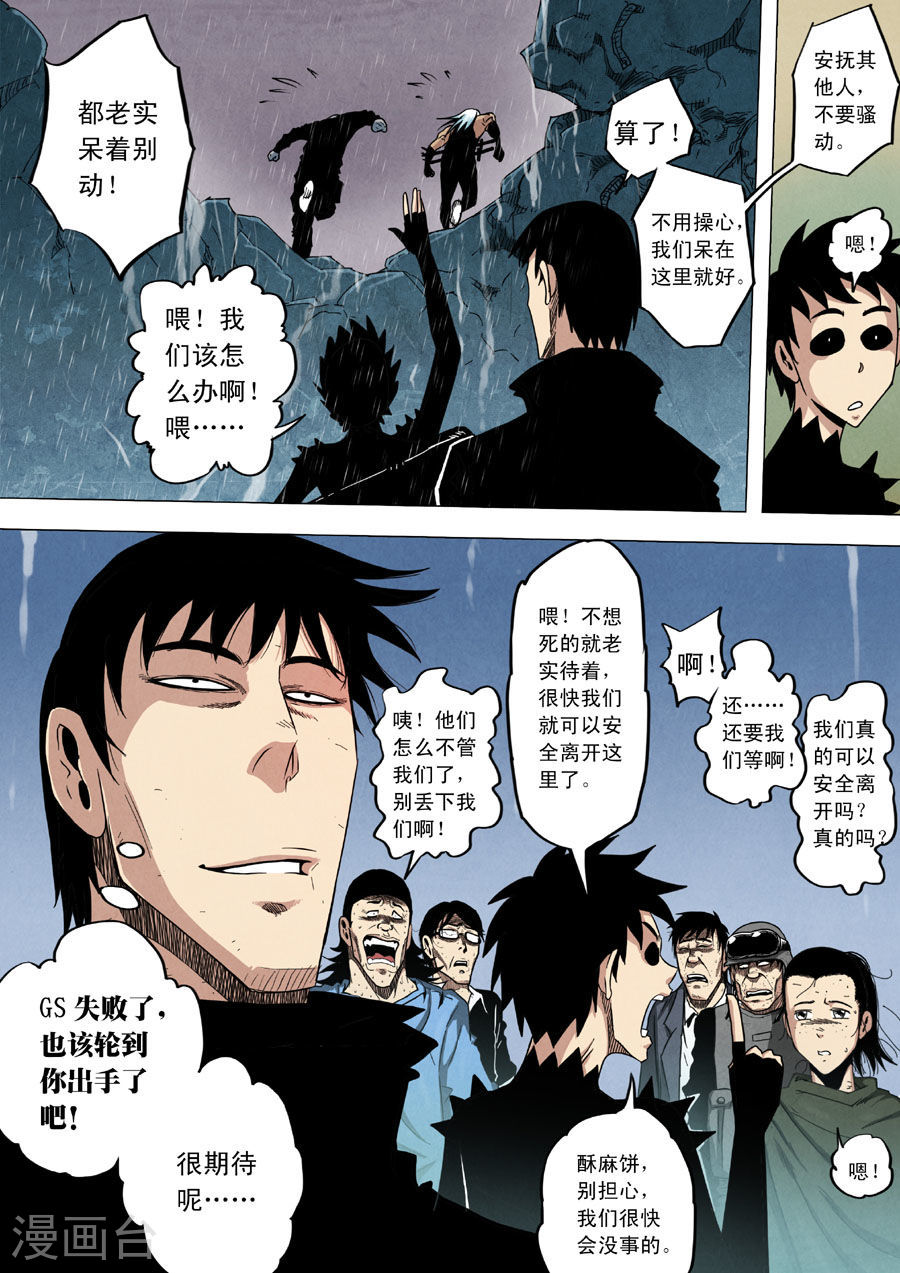 都老实
呆着别
动！
喂！我
们该怎
么办啊！
喂……
算了！
不用操心，
我们呆在
这里就好。
安抚其
他人，
不要骚
动。
嗯！
咦！他们
怎么不管
我们了，
别丢下我
们啊！
喂！不想
死的就老
实待着，
很快我们
就可以安
全离开这
里了。
啊！
还……
还要我
们等啊！
我们真
的可以
安全离
开吗？
真的吗？
GS失败了，
也该轮到
你出手了
吧！
很期待
呢……
酥麻饼，
别担心，
我们很快
会没事的。
嗯！
漫画台